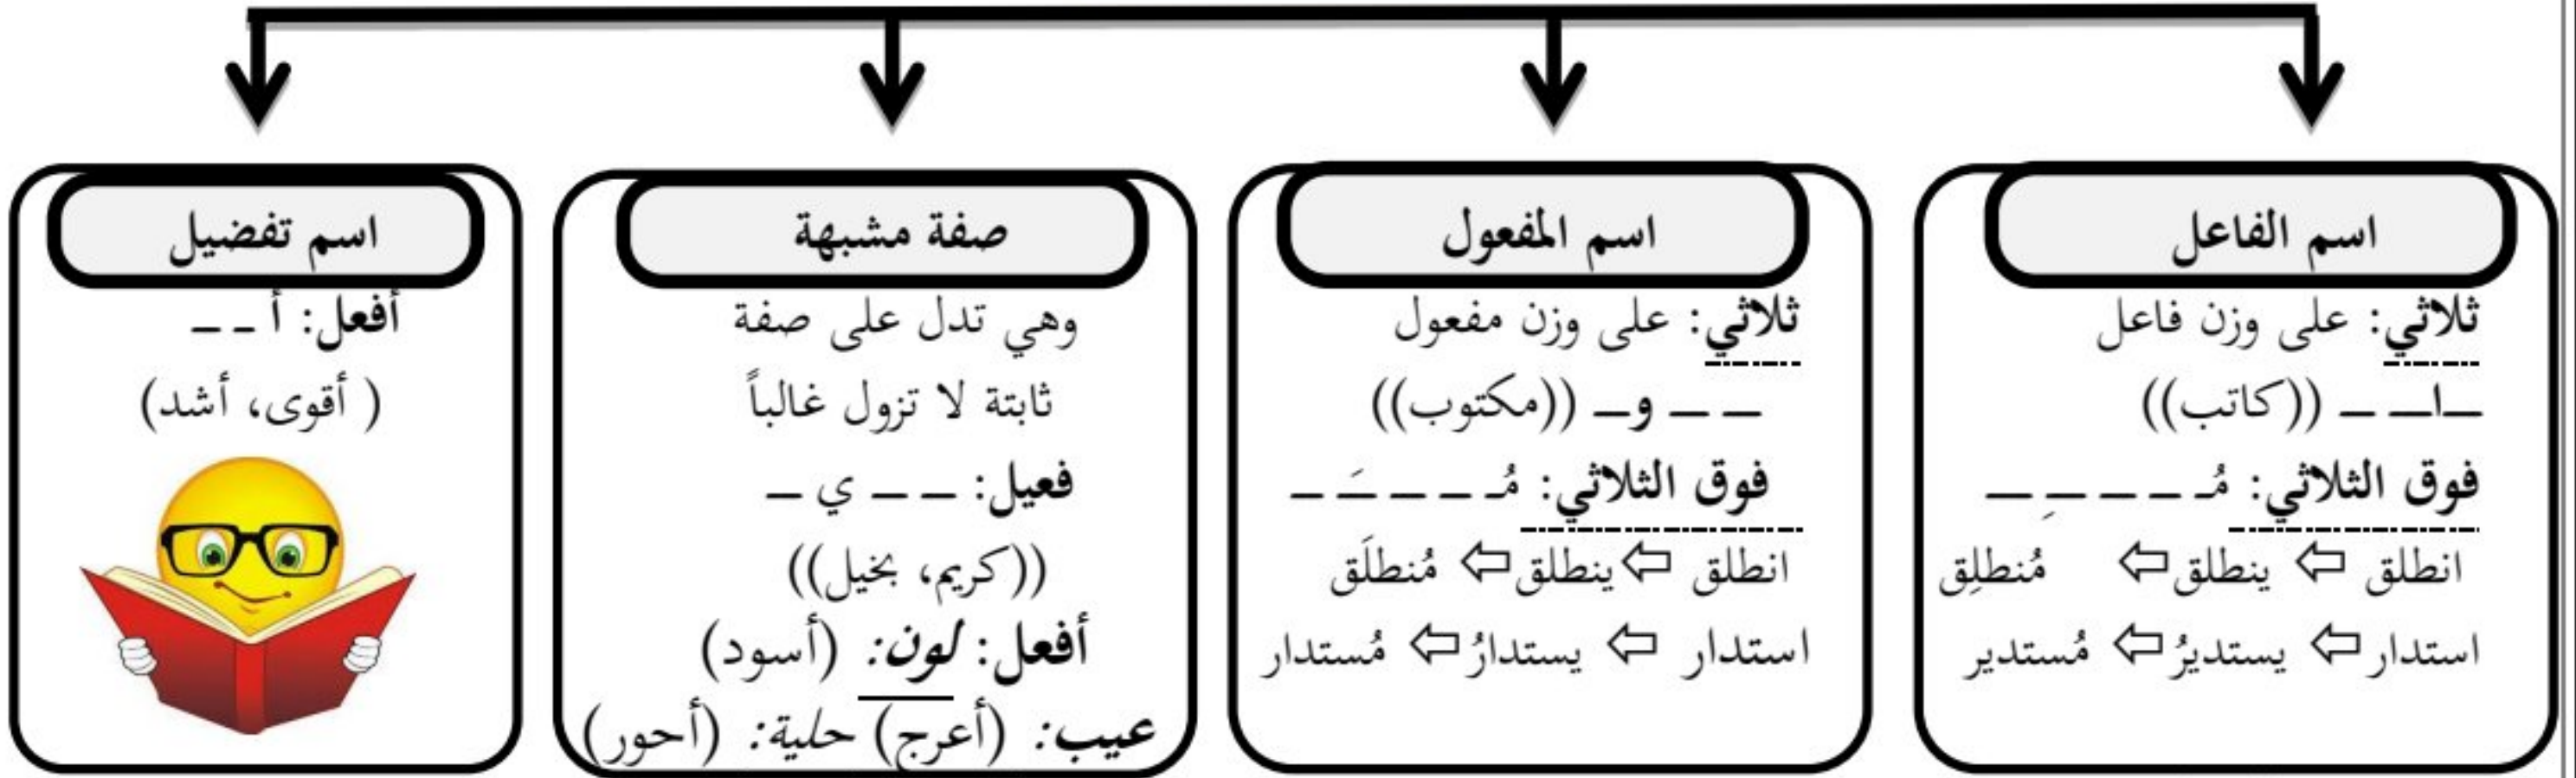 اسم الفاعل
ثلاثي: على وزن فاعل
ـا ـ ـ ((كاتب))
فوق الثلاثي: مُـ ـ ـ ـ ـِ ـ
انطلق ⇦ ينطلق ⇦ مُنطلِق
استدار ⇦ يستديرُ ⇦ مُستدير
اسم المفعول
ثلاثي: على وزن مفعول
ـ ـ وـ ((مكتوب))
فوق الثلاثي: مُـ ـ ـ ـ ـَ ـ
انطلق ⇦ ينطلق ⇦ مُنطلَق
استدار ⇦ يستدارُ ⇦ مُستدار
صفة مشبهة
وهي تدل على صفة
ثابتة لا تزول غالباً
فعيل: ـ ـ ي ـ
((كريم، بخيل))
أفعل: لون: (أسود)
عيب: (أعرج) حلية: (أحور)
اسم تفضيل
أفعل: أ ـ ـ
( أقوى، أشد)